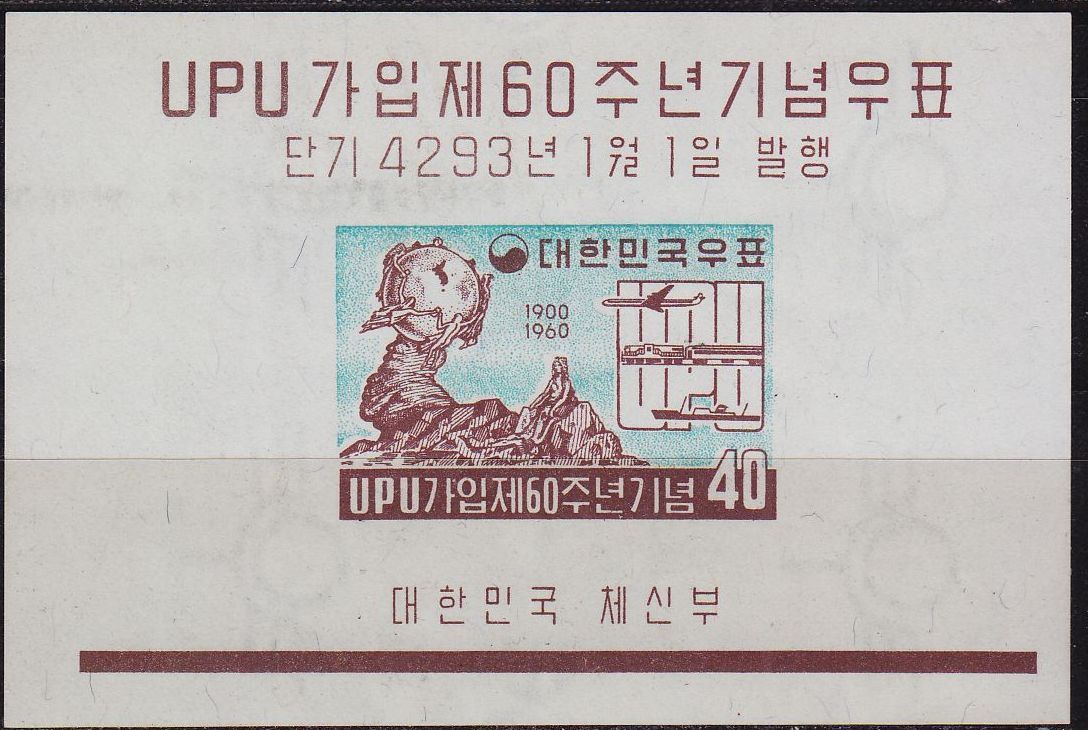 UPU 가입제60주년기념우표
단기 4293년 1월 1일 발행
대한민국우표
1900
1960
UPU가입제60주년기념 40
대한민국 체신부